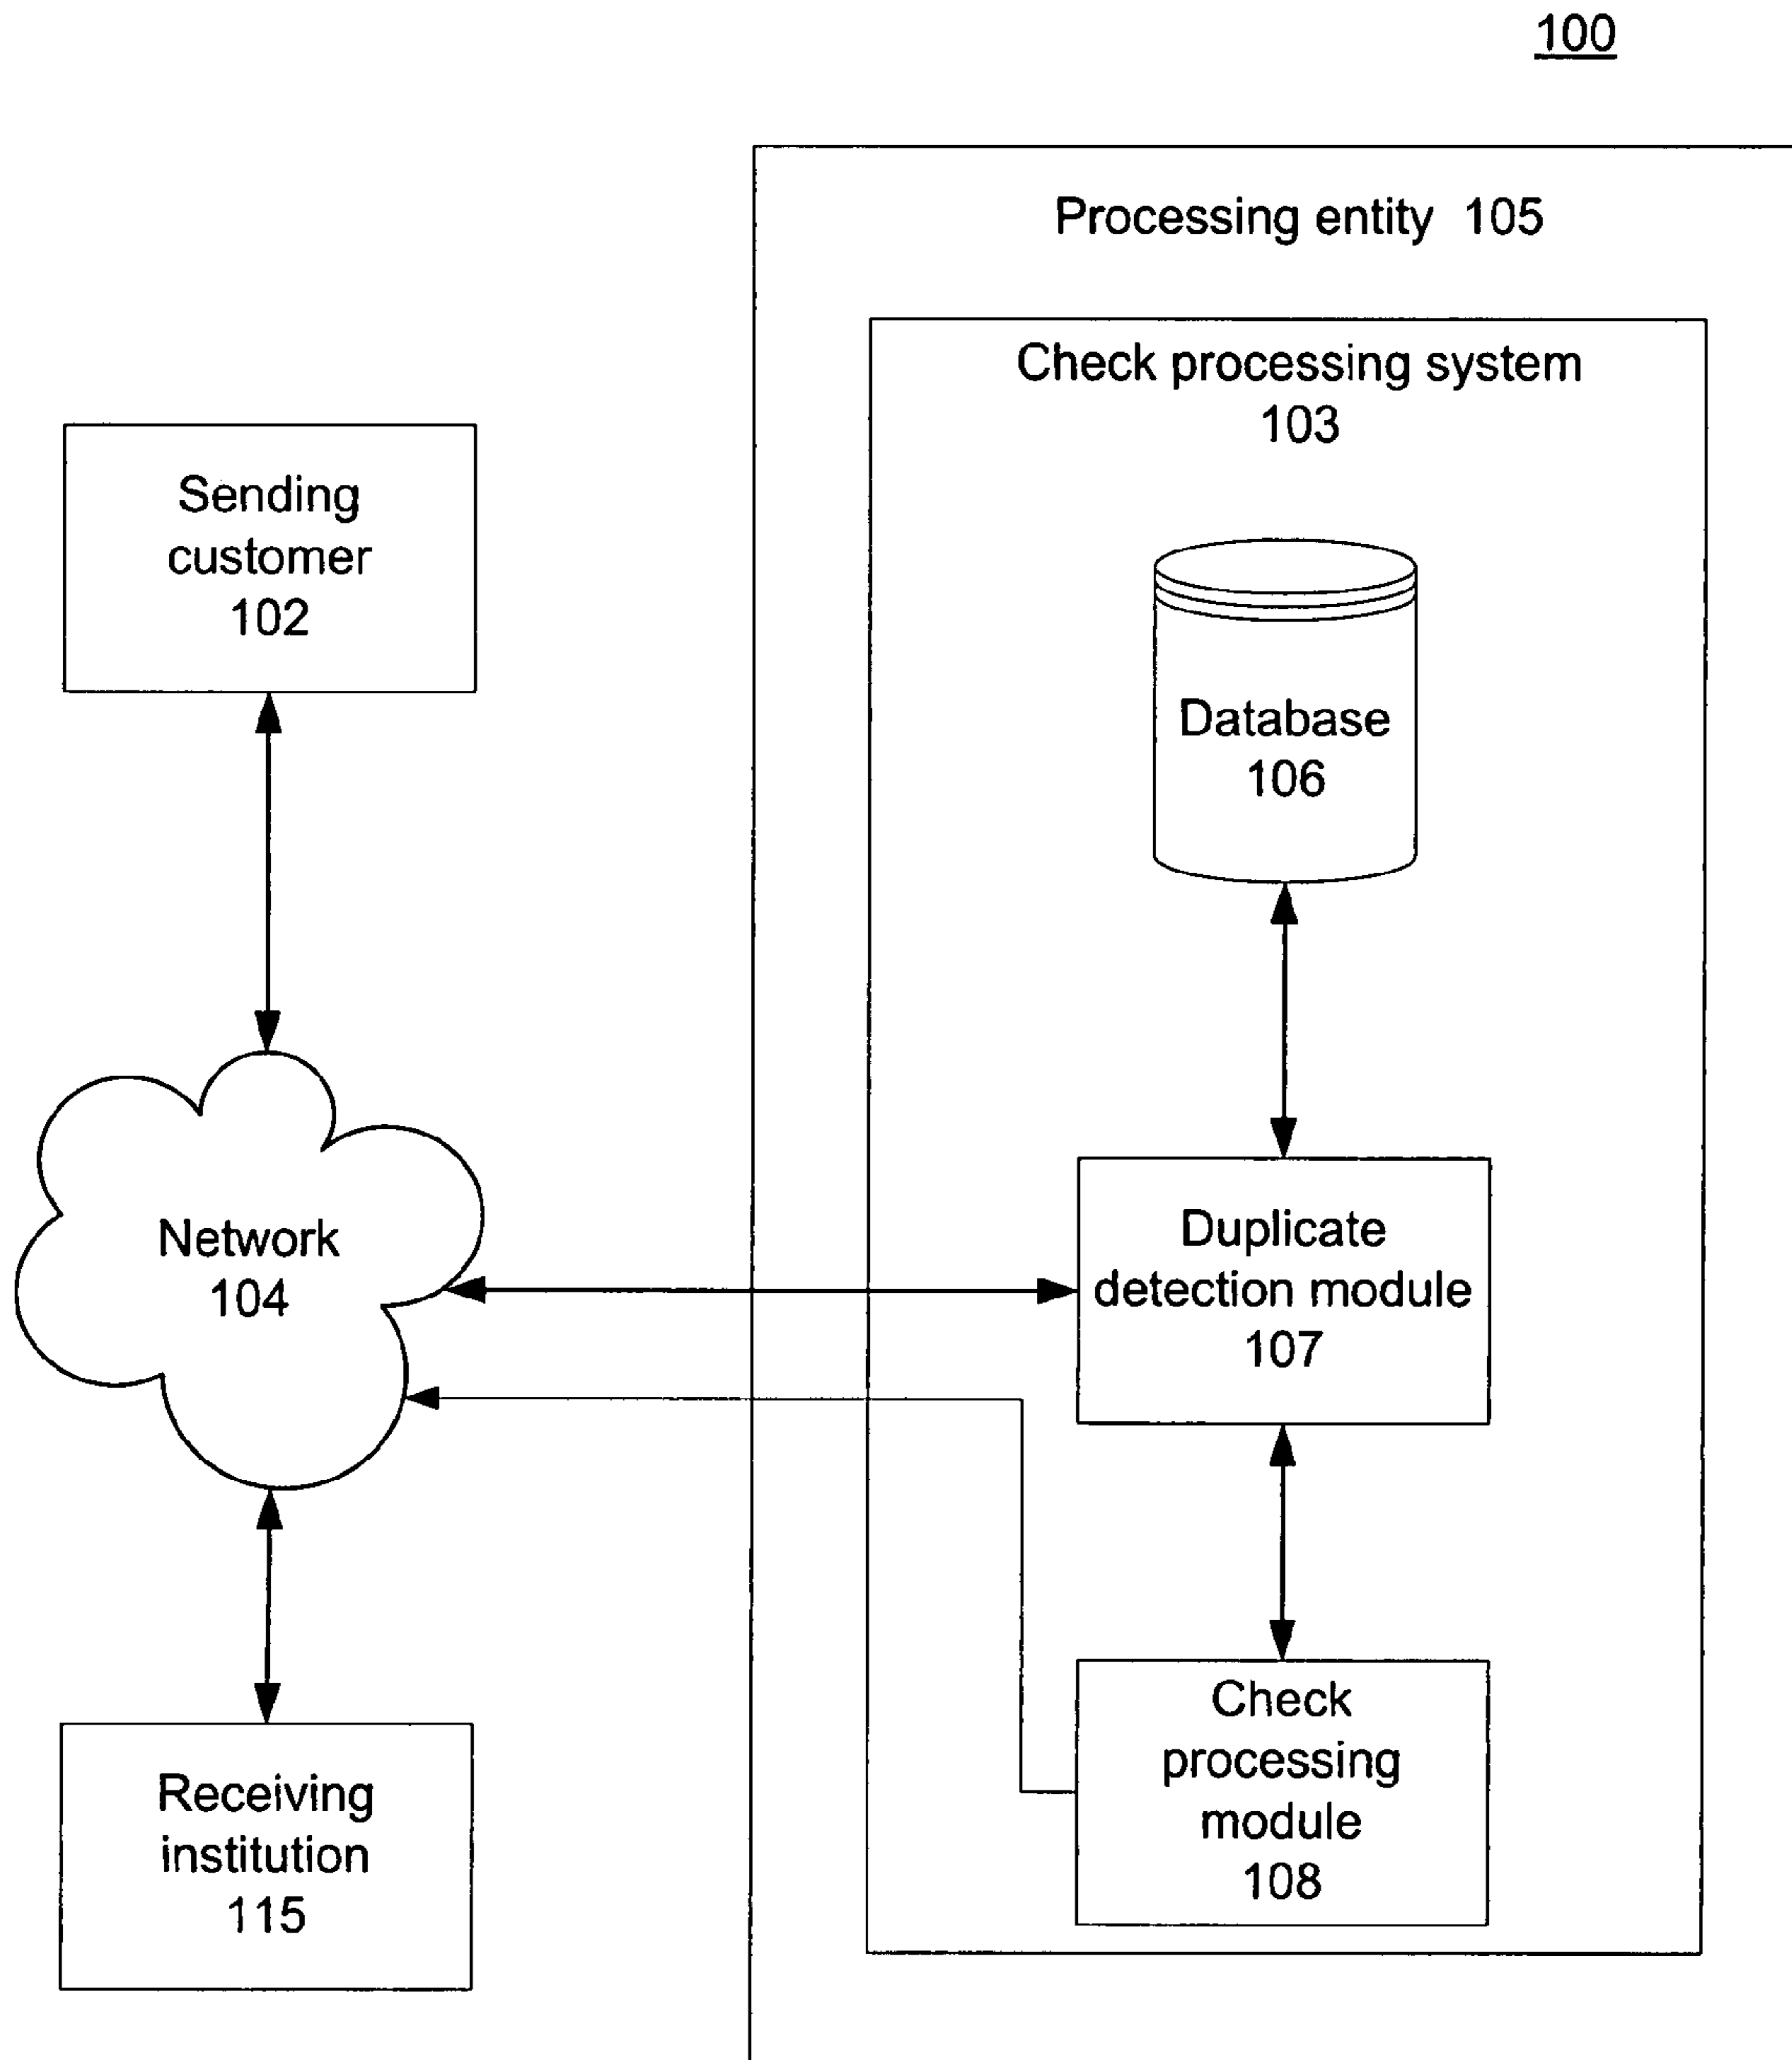 100
Processing entity 105
Check processing system
103
Sending
customer
102
Database
106
Network
104
Duplicate
detection module
107
Receiving
institution
115
Check
processing
module
108